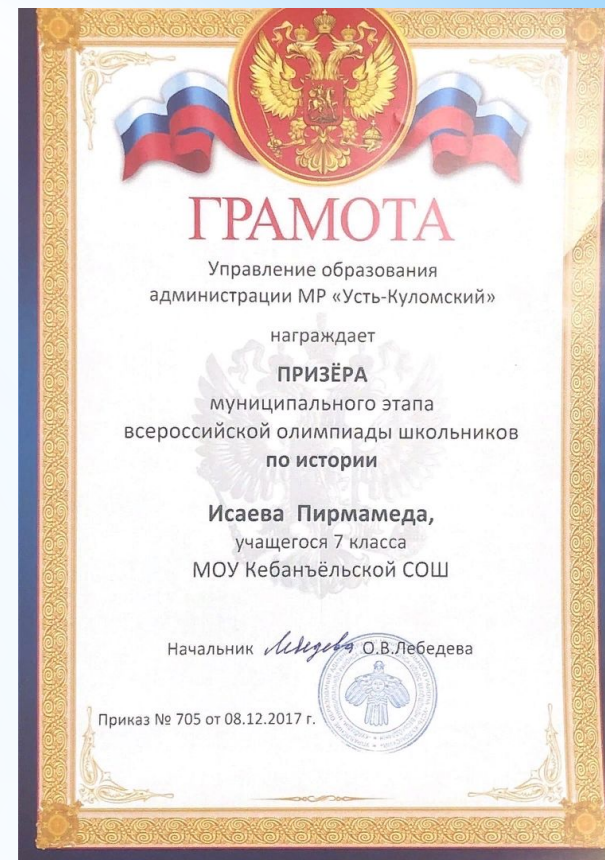 ГРАМОТА
Управление образования
администрации МР «Усть-Куломский»
награждает
ПРИЗЁРА
муниципального этапа
всероссийской олимпиады школьников
по истории
Исаева Пирмамеда,
учащегося 7 класса
МОУ Кебанъёльской СОШ
Начальник Лебедева О.В.Лебедева
Приказ № 705 от 08.12.2017 г.